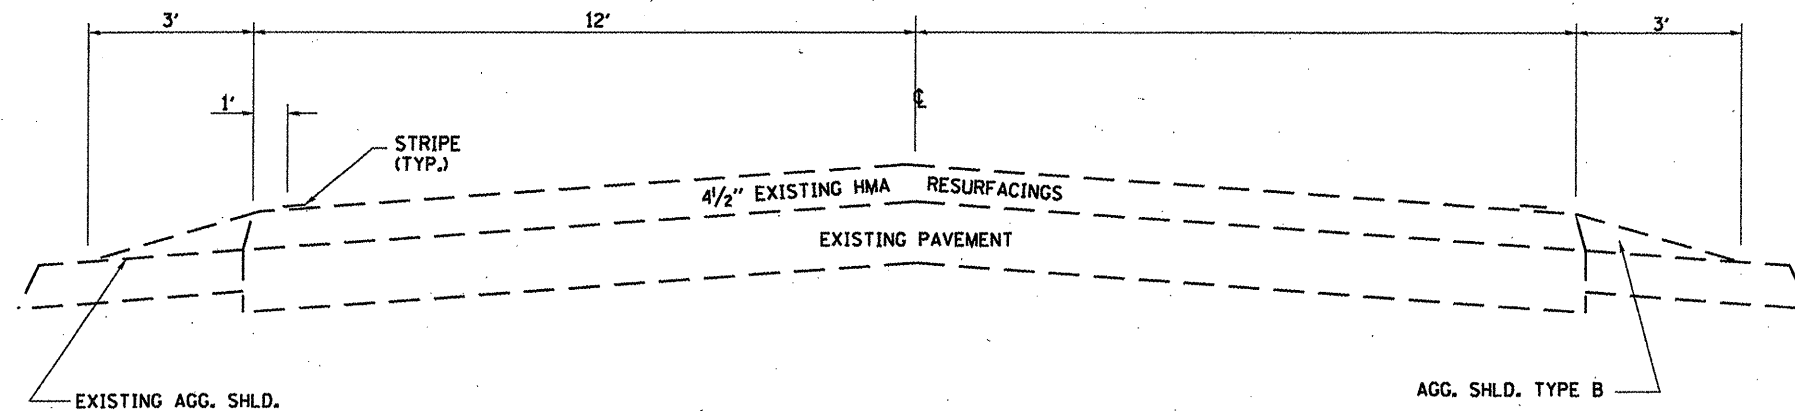 3' 12' 3'
1'
℄
STRIPE
(TYP.)
4½" EXISTING HMA RESURFACINGS
EXISTING PAVEMENT
EXISTING AGG. SHLD.
AGG. SHLD. TYPE B